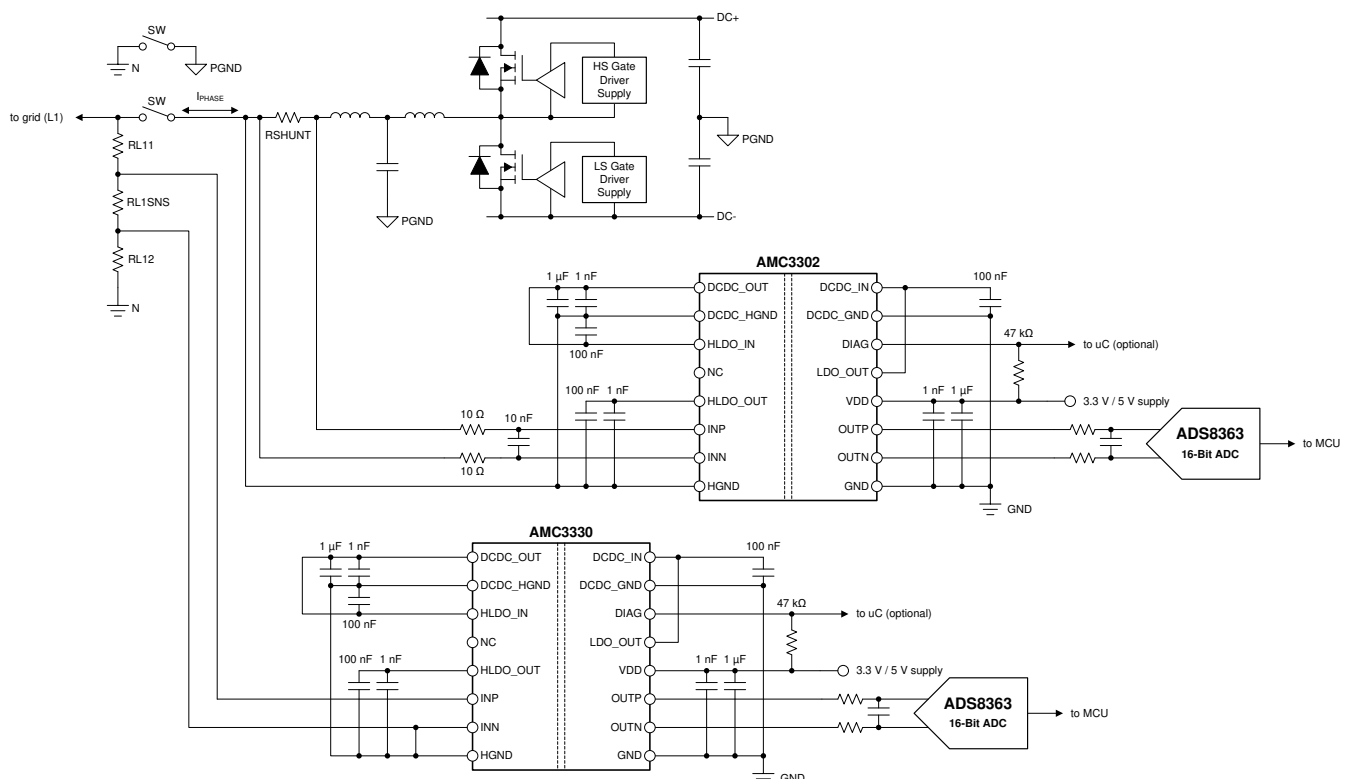 SW
N
PGND
DC+
HS Gate
Driver
Supply
to grid (L1)
SW
IPHASE
RSHUNT
PGND
RL11
LS Gate
Driver
Supply
RL1SNS
PGND
DC-
RL12
N
AMC3302
1 µF 1 nF
100 nF
DCDC_OUT
DCDC_IN
DCDC_HGND
DCDC_GND
47 kΩ
HLDO_IN
DIAG
to uC (optional)
100 nF
NC
LDO_OUT
100 nF 1 nF
1 nF 1 µF
HLDO_OUT
VDD
3.3 V / 5 V supply
10 Ω
10 nF
INP
OUTP
ADS8363
16-Bit ADC
to MCU
INN
OUTN
10 Ω
HGND
GND
GND
AMC3330
1 µF 1 nF
100 nF
DCDC_OUT
DCDC_IN
DCDC_HGND
DCDC_GND
47 kΩ
HLDO_IN
DIAG
to uC (optional)
100 nF
NC
LDO_OUT
100 nF 1 nF
1 nF 1 µF
HLDO_OUT
VDD
3.3 V / 5 V supply
INP
OUTP
ADS8363
16-Bit ADC
to MCU
INN
OUTN
HGND
GND
GND